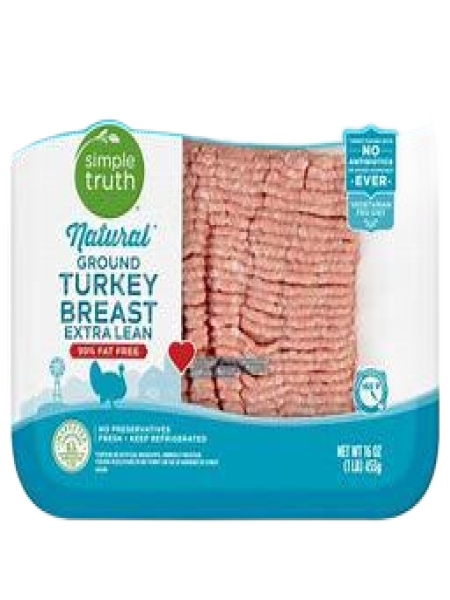 simple
truth
Natural*
GROUND
TURKEY
BREAST
EXTRA LEAN
99% FAT FREE
NO
ANTIBIOTICS
EVER
VEGETARIAN
FED DIET
NO PRESERVATIVES
FRESH • KEEP REFRIGERATED
NET WT 16 OZ
(1 LB) 453g